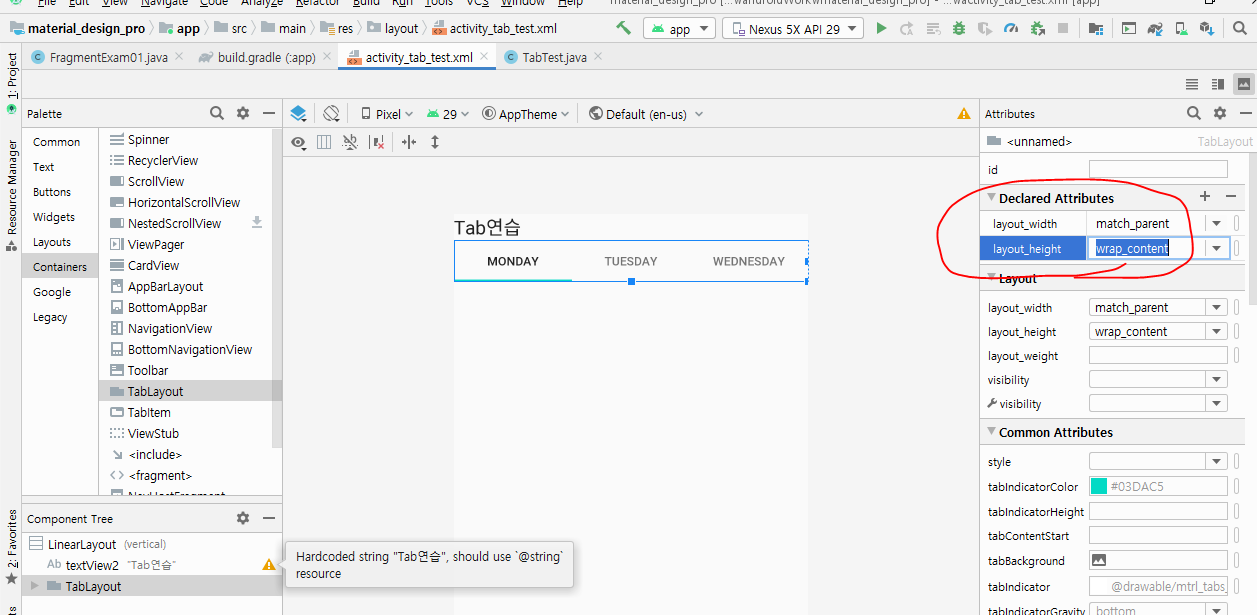 File Edit View Navigate Code Analyze Refactor Build Run Tools VCS Window Help
material_design_pro > app > src > main > res > layout > activity_tab_test.xml
app
Nexus 5X API 29
FragmentExam01.java
build.gradle (:app)
activity_tab_test.xml
TabTest.java
1: Project
Resource Manager
2: Favorites
Palette
Common
Text
Buttons
Widgets
Layouts
Containers
Google
Legacy
Spinner
RecyclerView
ScrollView
HorizontalScrollView
NestedScrollView
ViewPager
CardView
AppBarLayout
BottomAppBar
NavigationView
BottomNavigationView
Toolbar
TabLayout
TabItem
ViewStub
<include>
<fragment>
NavHostFragment
Component Tree
LinearLayout (vertical)
Ab textView2 "Tab연습"
TabLayout
Pixel
29
AppTheme
Default (en-us)
Tab연습
MONDAY
TUESDAY
WEDNESDAY
Hardcoded string "Tab연습", should use `@string`
resource
Attributes
<unnamed> TabLayout
id
Declared Attributes
layout_width match_parent
layout_height wrap_content
Layout
layout_width match_parent
layout_height wrap_content
layout_weight
visibility
visibility
Common Attributes
style
tabIndicatorColor #03DAC5
tabIndicatorHeight
tabContentStart
tabBackground
tabIndicator @drawable/mtrl_tabs_
tabIndicatorGravity bottom